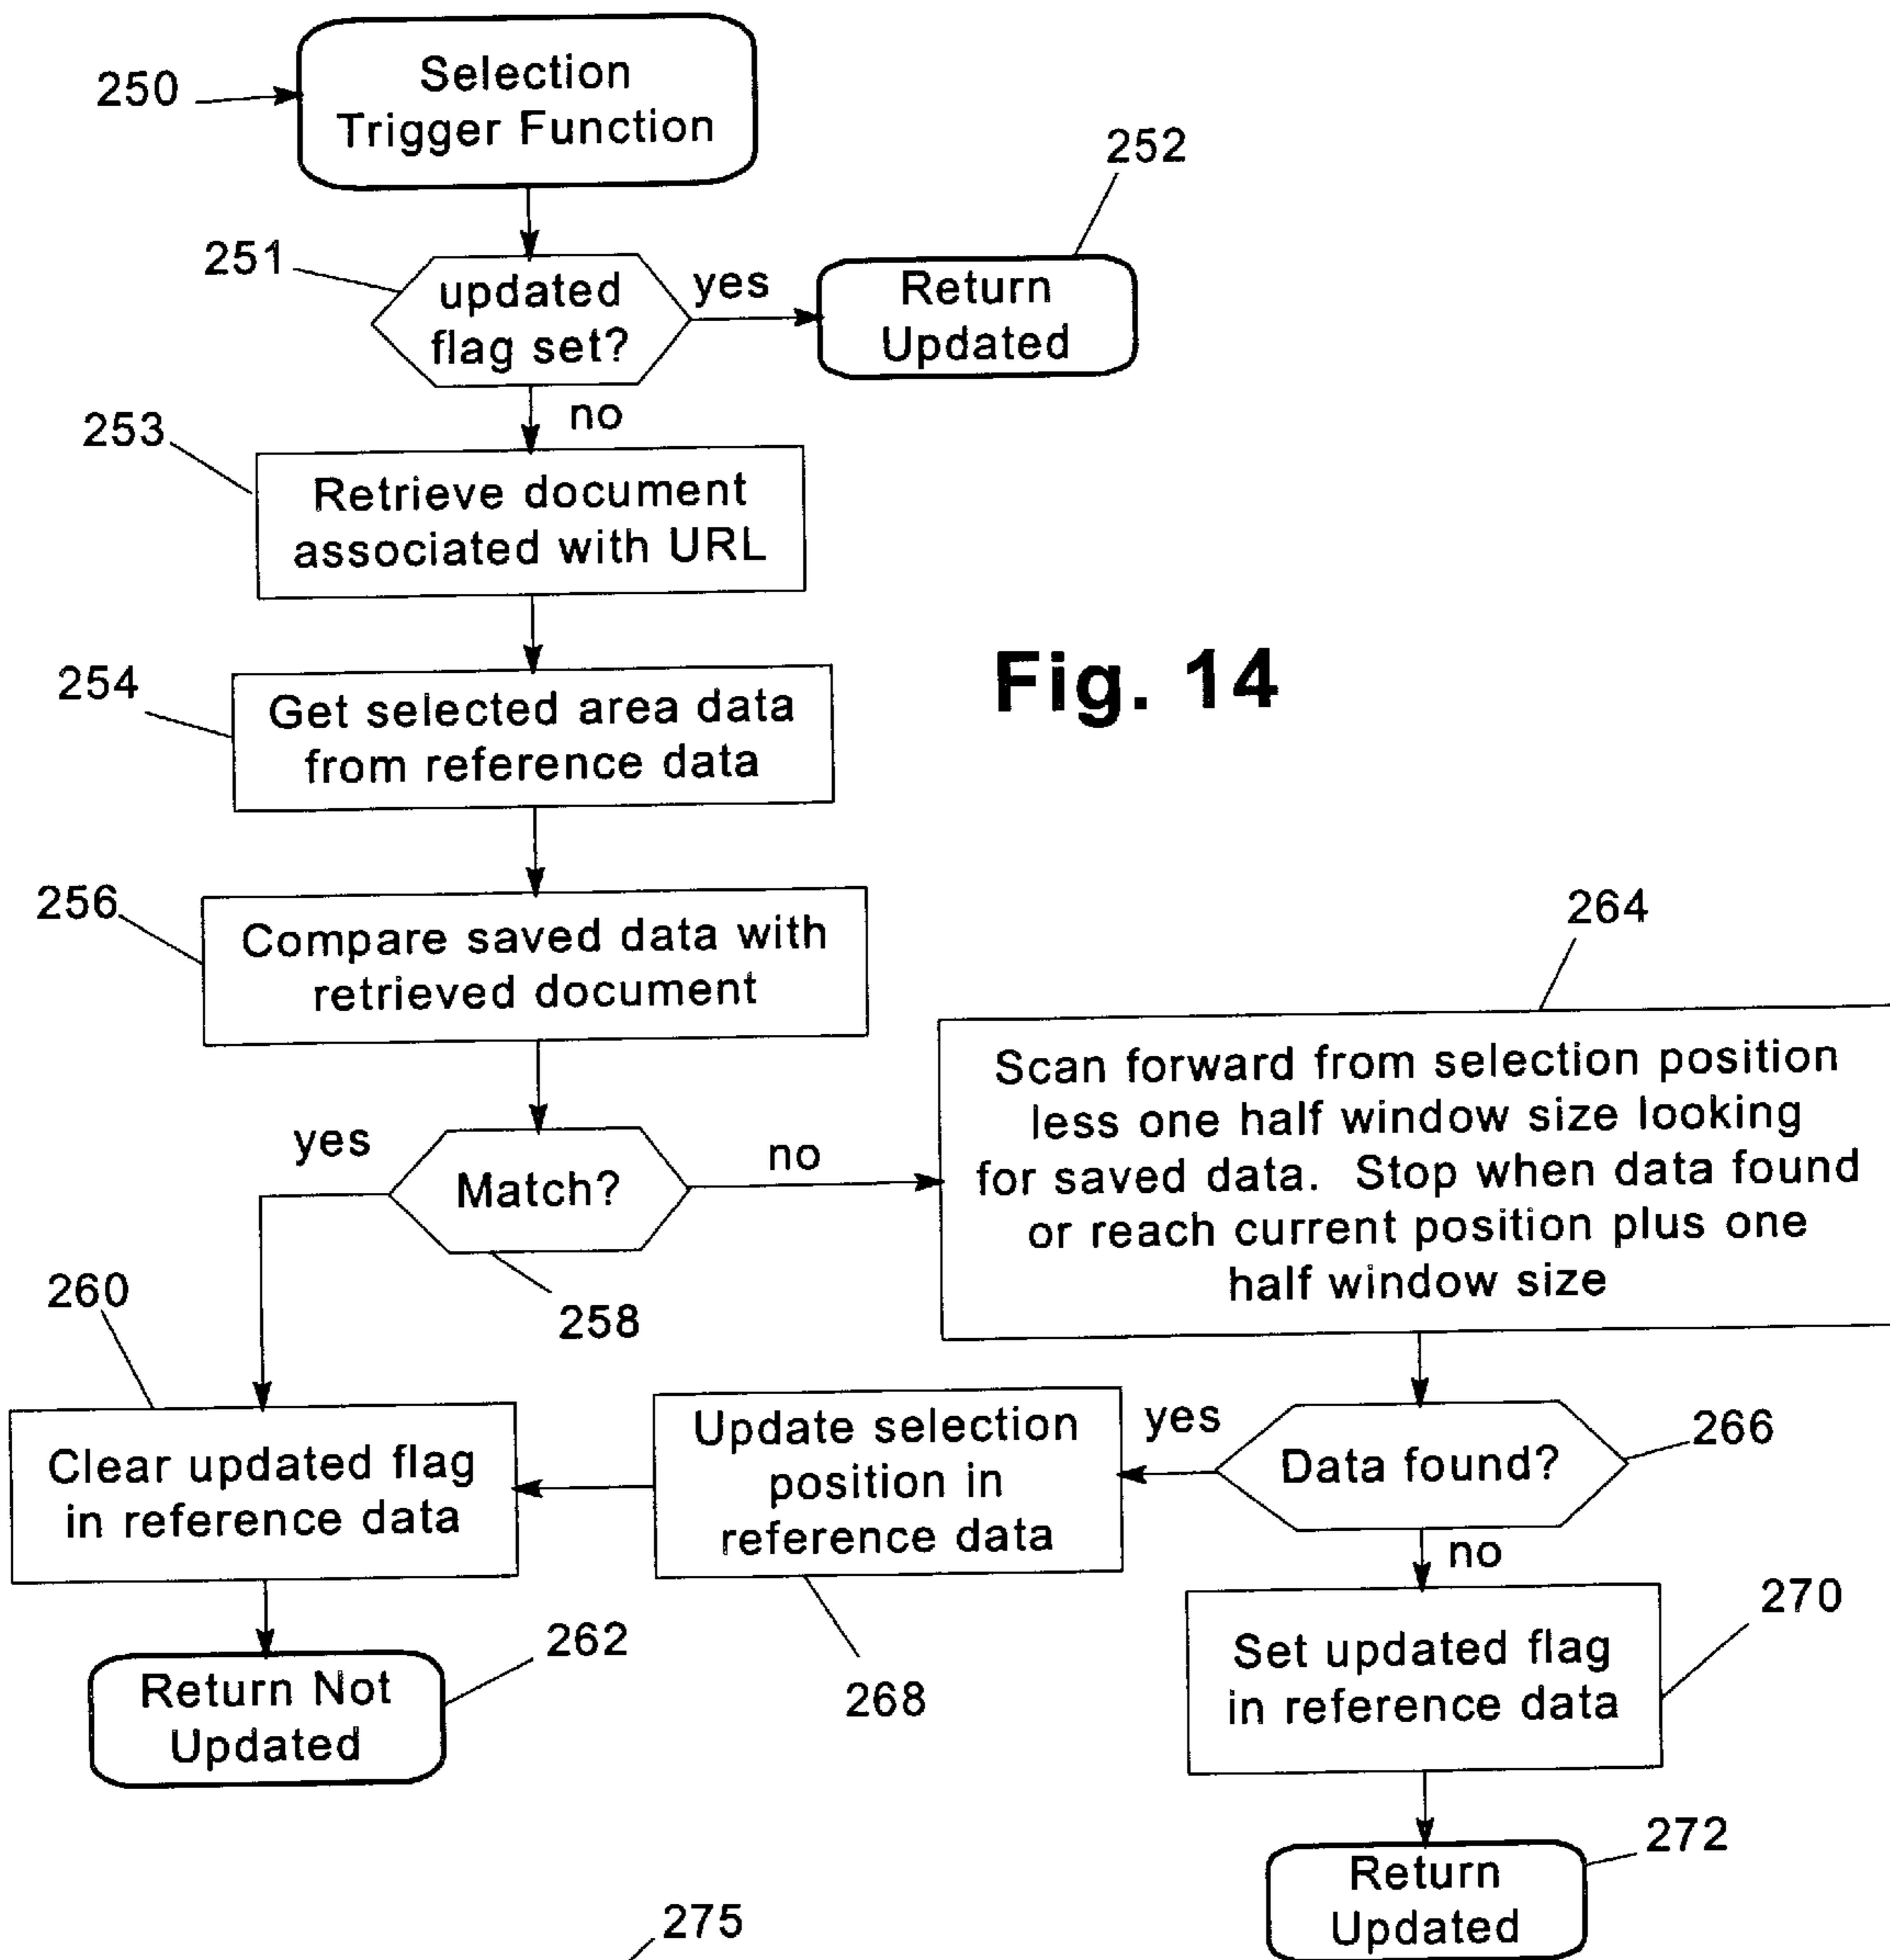 250
Selection
Trigger Function
252
251
updated
flag set?
yes
Return
Updated
no
253
Retrieve document
associated with URL
Fig. 14
254
Get selected area data
from reference data
256
Compare saved data with
retrieved document
264
Scan forward from selection position
less one half window size looking
for saved data. Stop when data found
or reach current position plus one
half window size
yes
Match?
no
258
260
Clear updated flag
in reference data
Update selection
position in
reference data
yes
Data found?
266
no
262
Return Not
Updated
268
270
Set updated flag
in reference data
272
Return
Updated
275